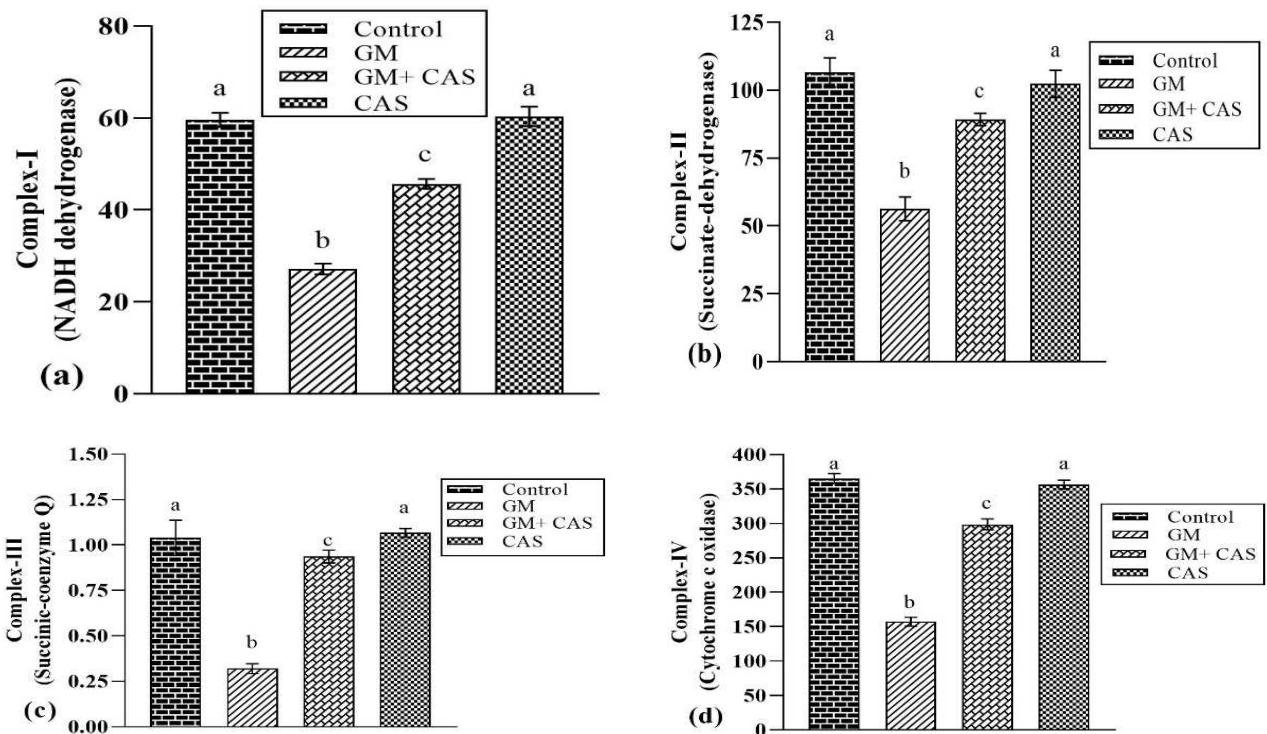 80
60
40
20
0
Complex-I
(NADH dehydrogenase)
(a)
Control
GM
GM+ CAS
CAS
a
b
c
a
125
100
75
50
25
0
Complex-II
(Succinate-dehydrogenase)
(b)
Control
GM
GM+ CAS
CAS
a
b
c
a
1.50
1.25
1.00
0.75
0.50
0.25
0.00
Complex-III
(Succinic-coenzyme Q)
(c)
Control
GM
GM+ CAS
CAS
a
b
c
a
400
350
300
250
200
150
100
50
0
Complex-IV
(Cytochrome c oxidase)
(d)
Control
GM
GM+ CAS
CAS
a
b
c
a